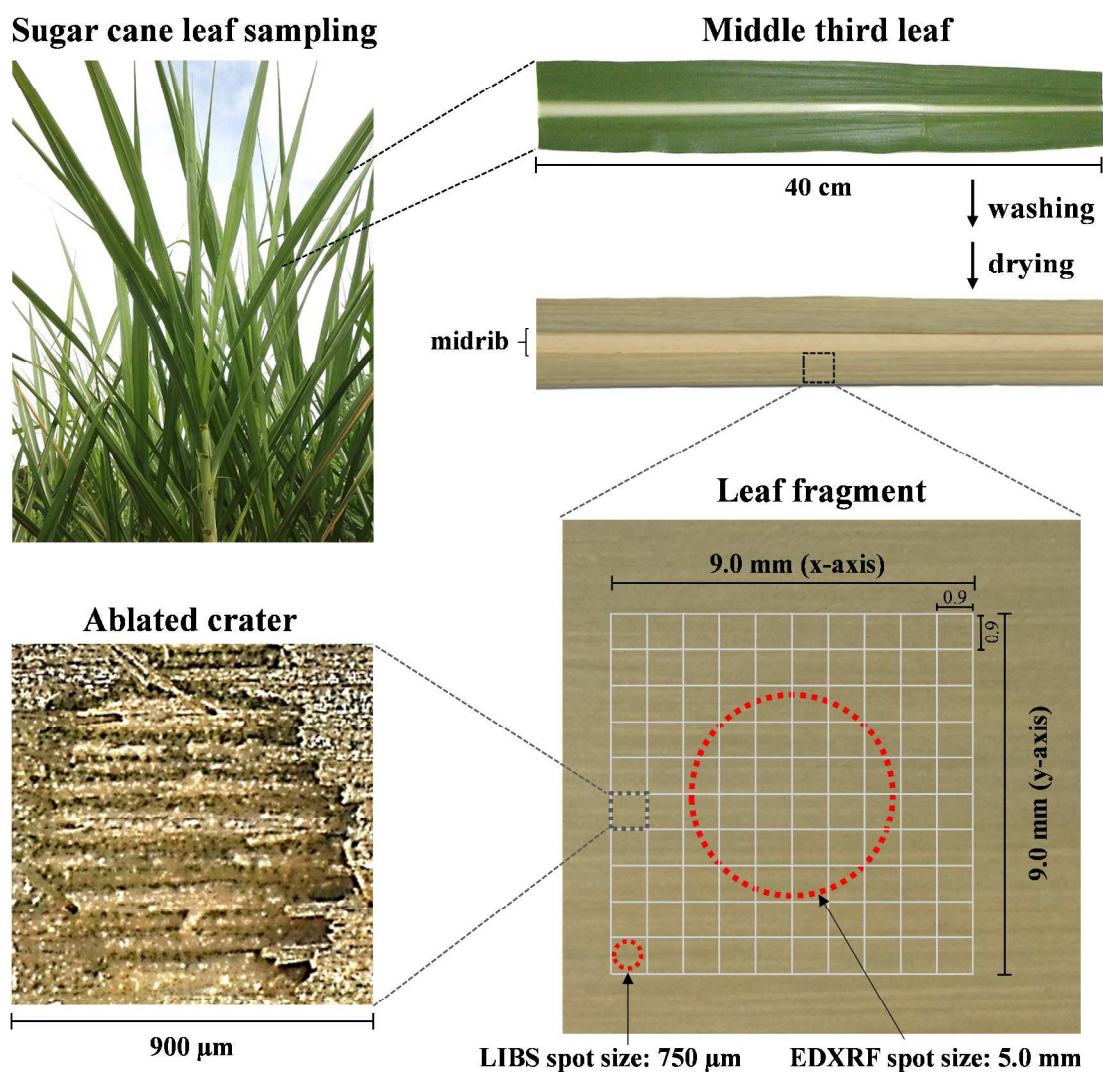 Sugar cane leaf sampling
Middle third leaf
40 cm
washing
drying
midrib
Leaf fragment
9.0 mm (x-axis)
0.9
0.9
9.0 mm (y-axis)
Ablated crater
900 µm
LIBS spot size: 750 µm
EDXRF spot size: 5.0 mm